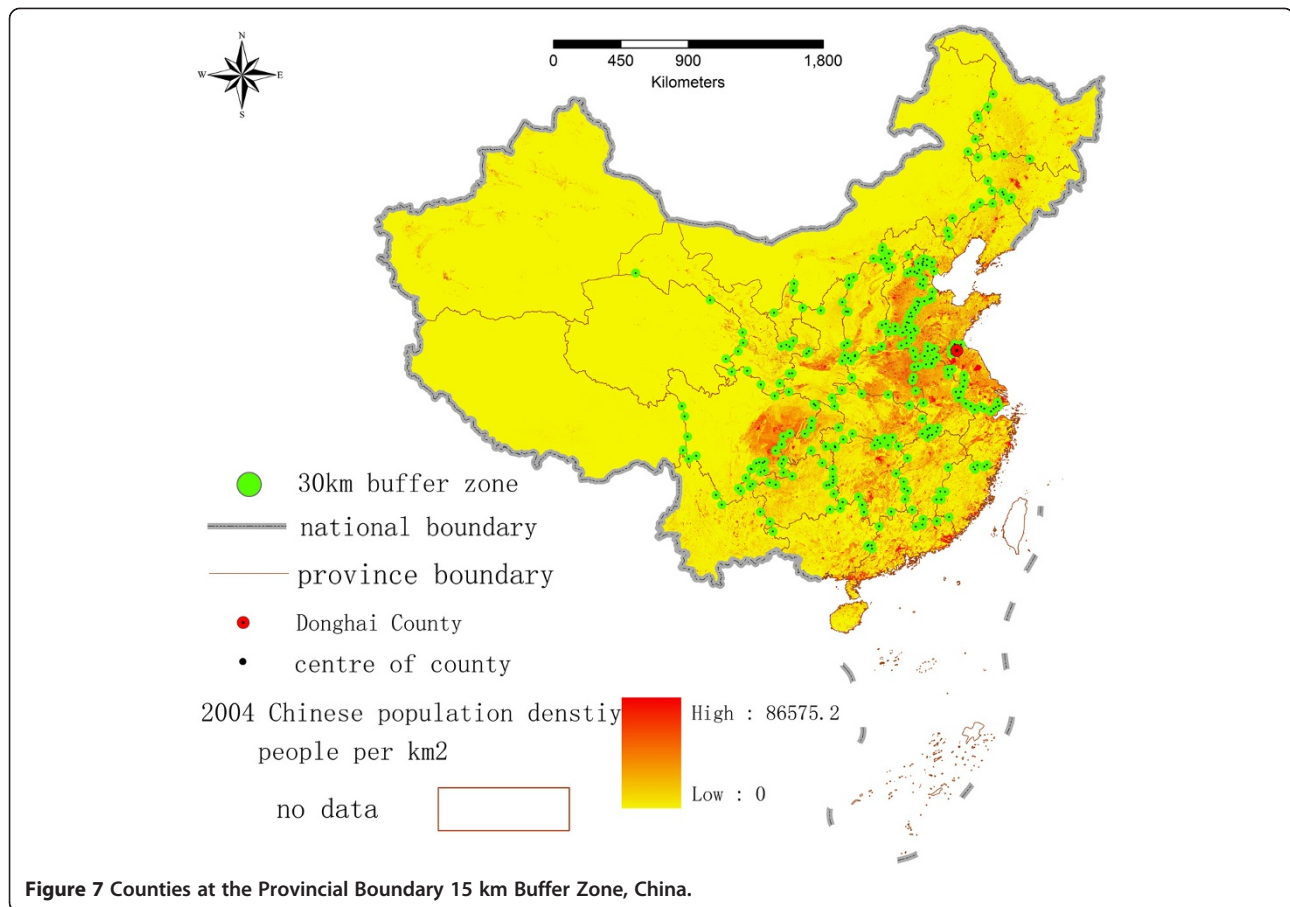 N
W E
S
0 450 900 1,800
Kilometers
30km buffer zone
national boundary
province boundary
Donghai County
centre of county
2004 Chinese population denstiy
people per km2
High : 86575.2
Low : 0
no data
Figure 7 Counties at the Provincial Boundary 15 km Buffer Zone, China.